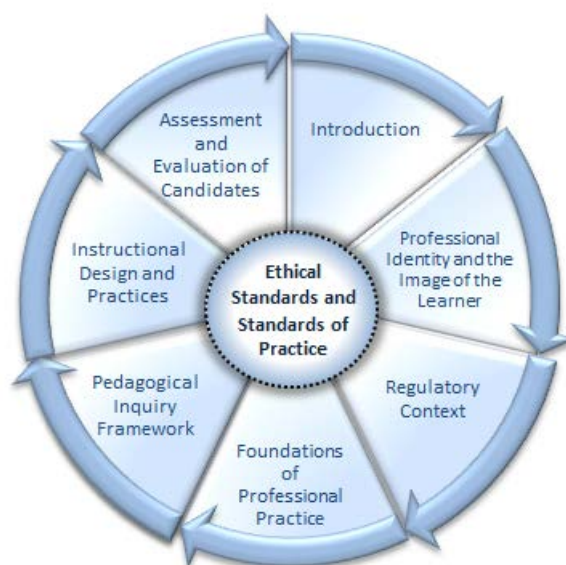 Introduction
Professional
Identity and the
Image of the
Learner
Regulatory
Context
Foundations
of
Professional
Practice
Pedagogical
Inquiry
Framework
Instructional
Design and
Practices
Assessment
and
Evaluation of
Candidates
Ethical
Standards and
Standards of
Practice